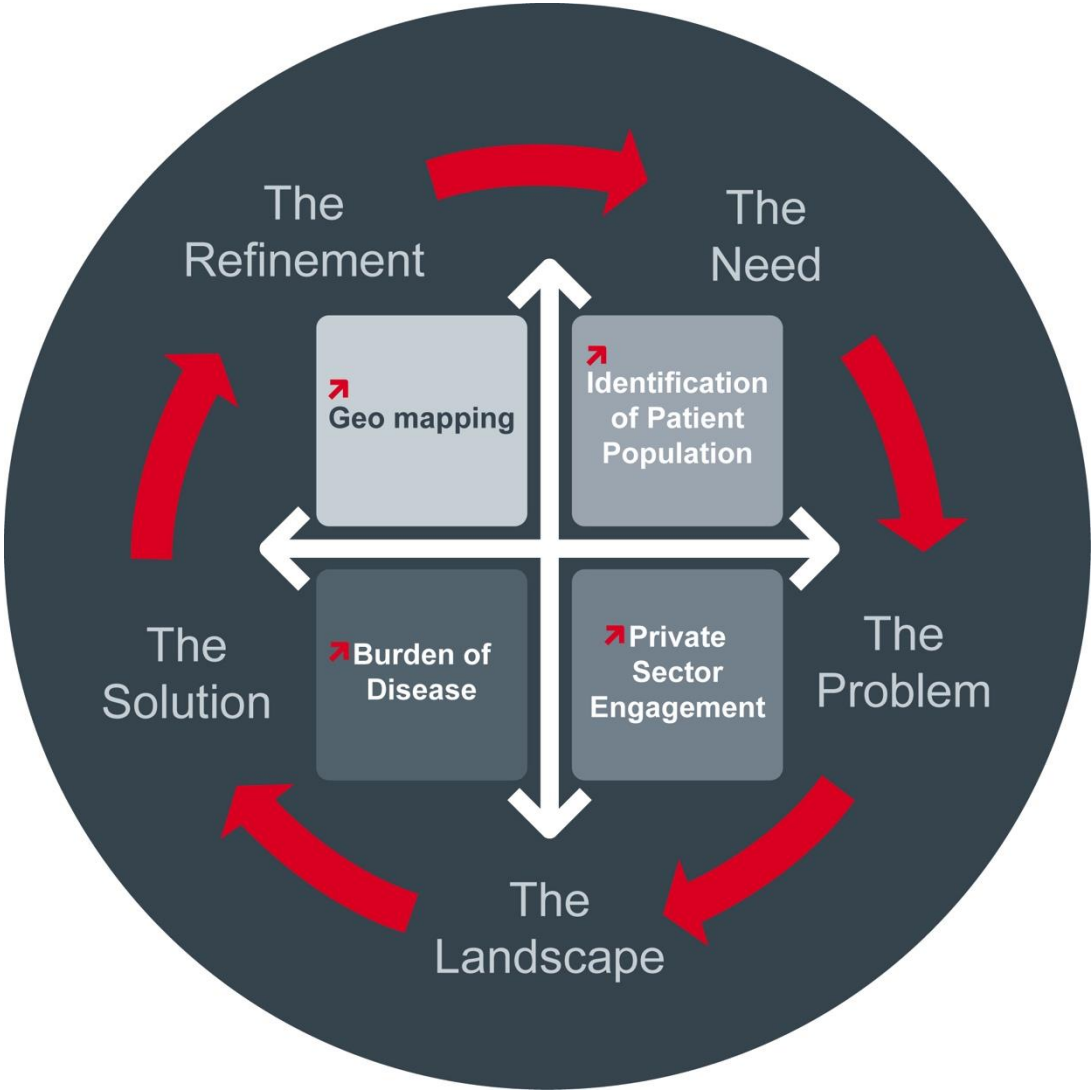 The
Refinement
The
Need
Geo mapping
Identification
of Patient
Population
The
Solution
Burden of
Disease
Private
Sector
Engagement
The
Problem
The
Landscape